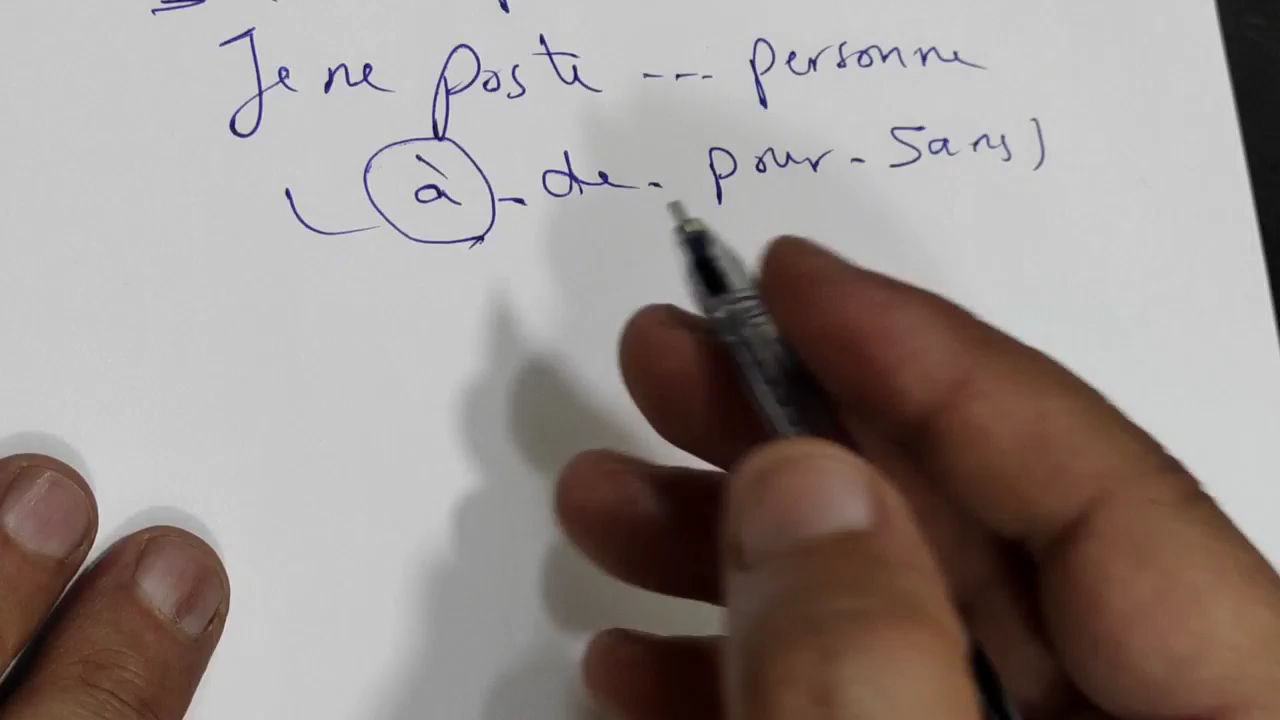 Je ne poste --- personne
(à - de - pour - sans)